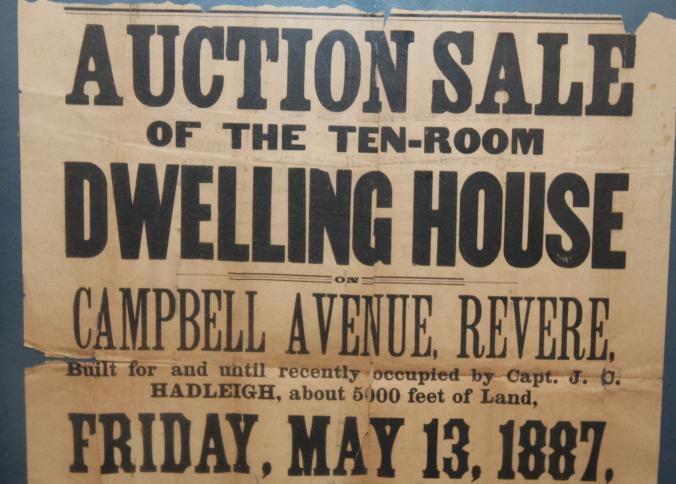 AUCTION SALE
OF THE TEN-ROOM
DWELLING HOUSE
ON
CAMPBELL AVENUE, REVERE,
Built for and until recently occupied by Capt. J. C.
HADLEIGH, about 5000 feet of Land,
FRIDAY, MAY 13, 1887,